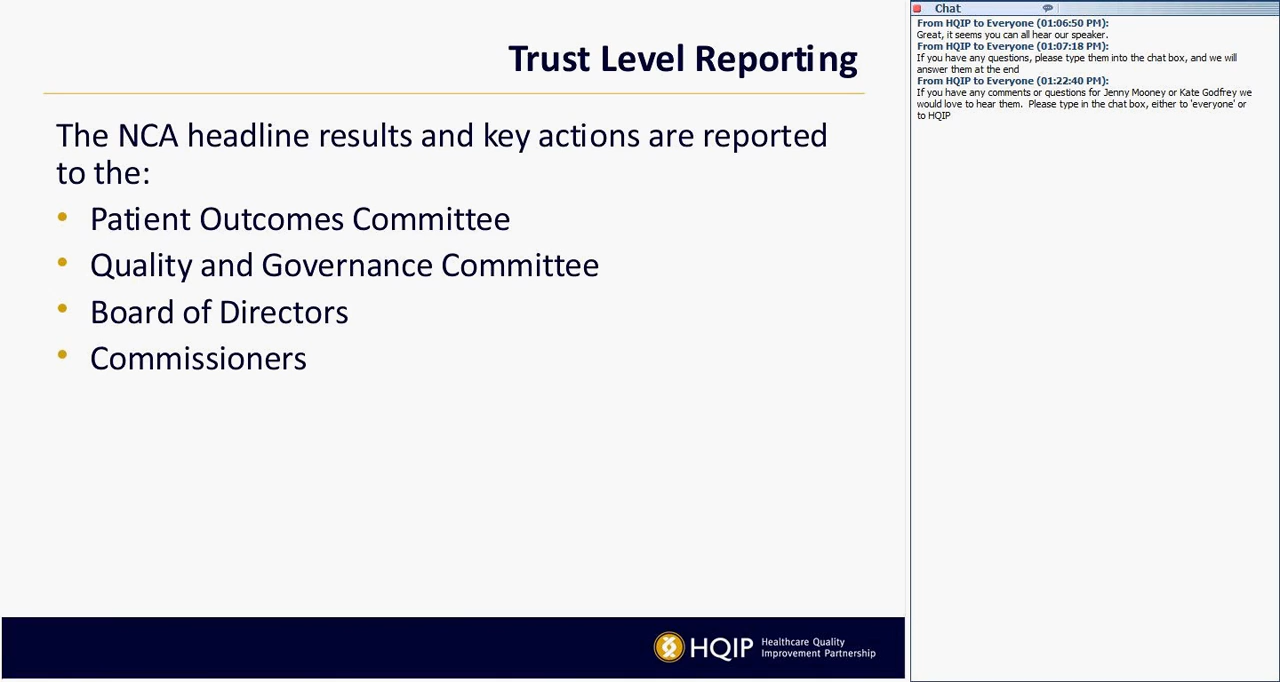 Trust Level Reporting
The NCA headline results and key actions are reported
to the:
• Patient Outcomes Committee
• Quality and Governance Committee
• Board of Directors
• Commissioners
HQIP Healthcare Quality
Improvement Partnership
Chat
From HQIP to Everyone (01:06:50 PM):
Great, it seems you can all hear our speaker.
From HQIP to Everyone (01:07:18 PM):
If you have any questions, please type them into the chat box, and we will
answer them at the end
From HQIP to Everyone (01:22:40 PM):
If you have any comments or questions for Jenny Mooney or Kate Godfrey we
would love to hear them.  Please type in the chat box, either to 'everyone' or
to HQIP